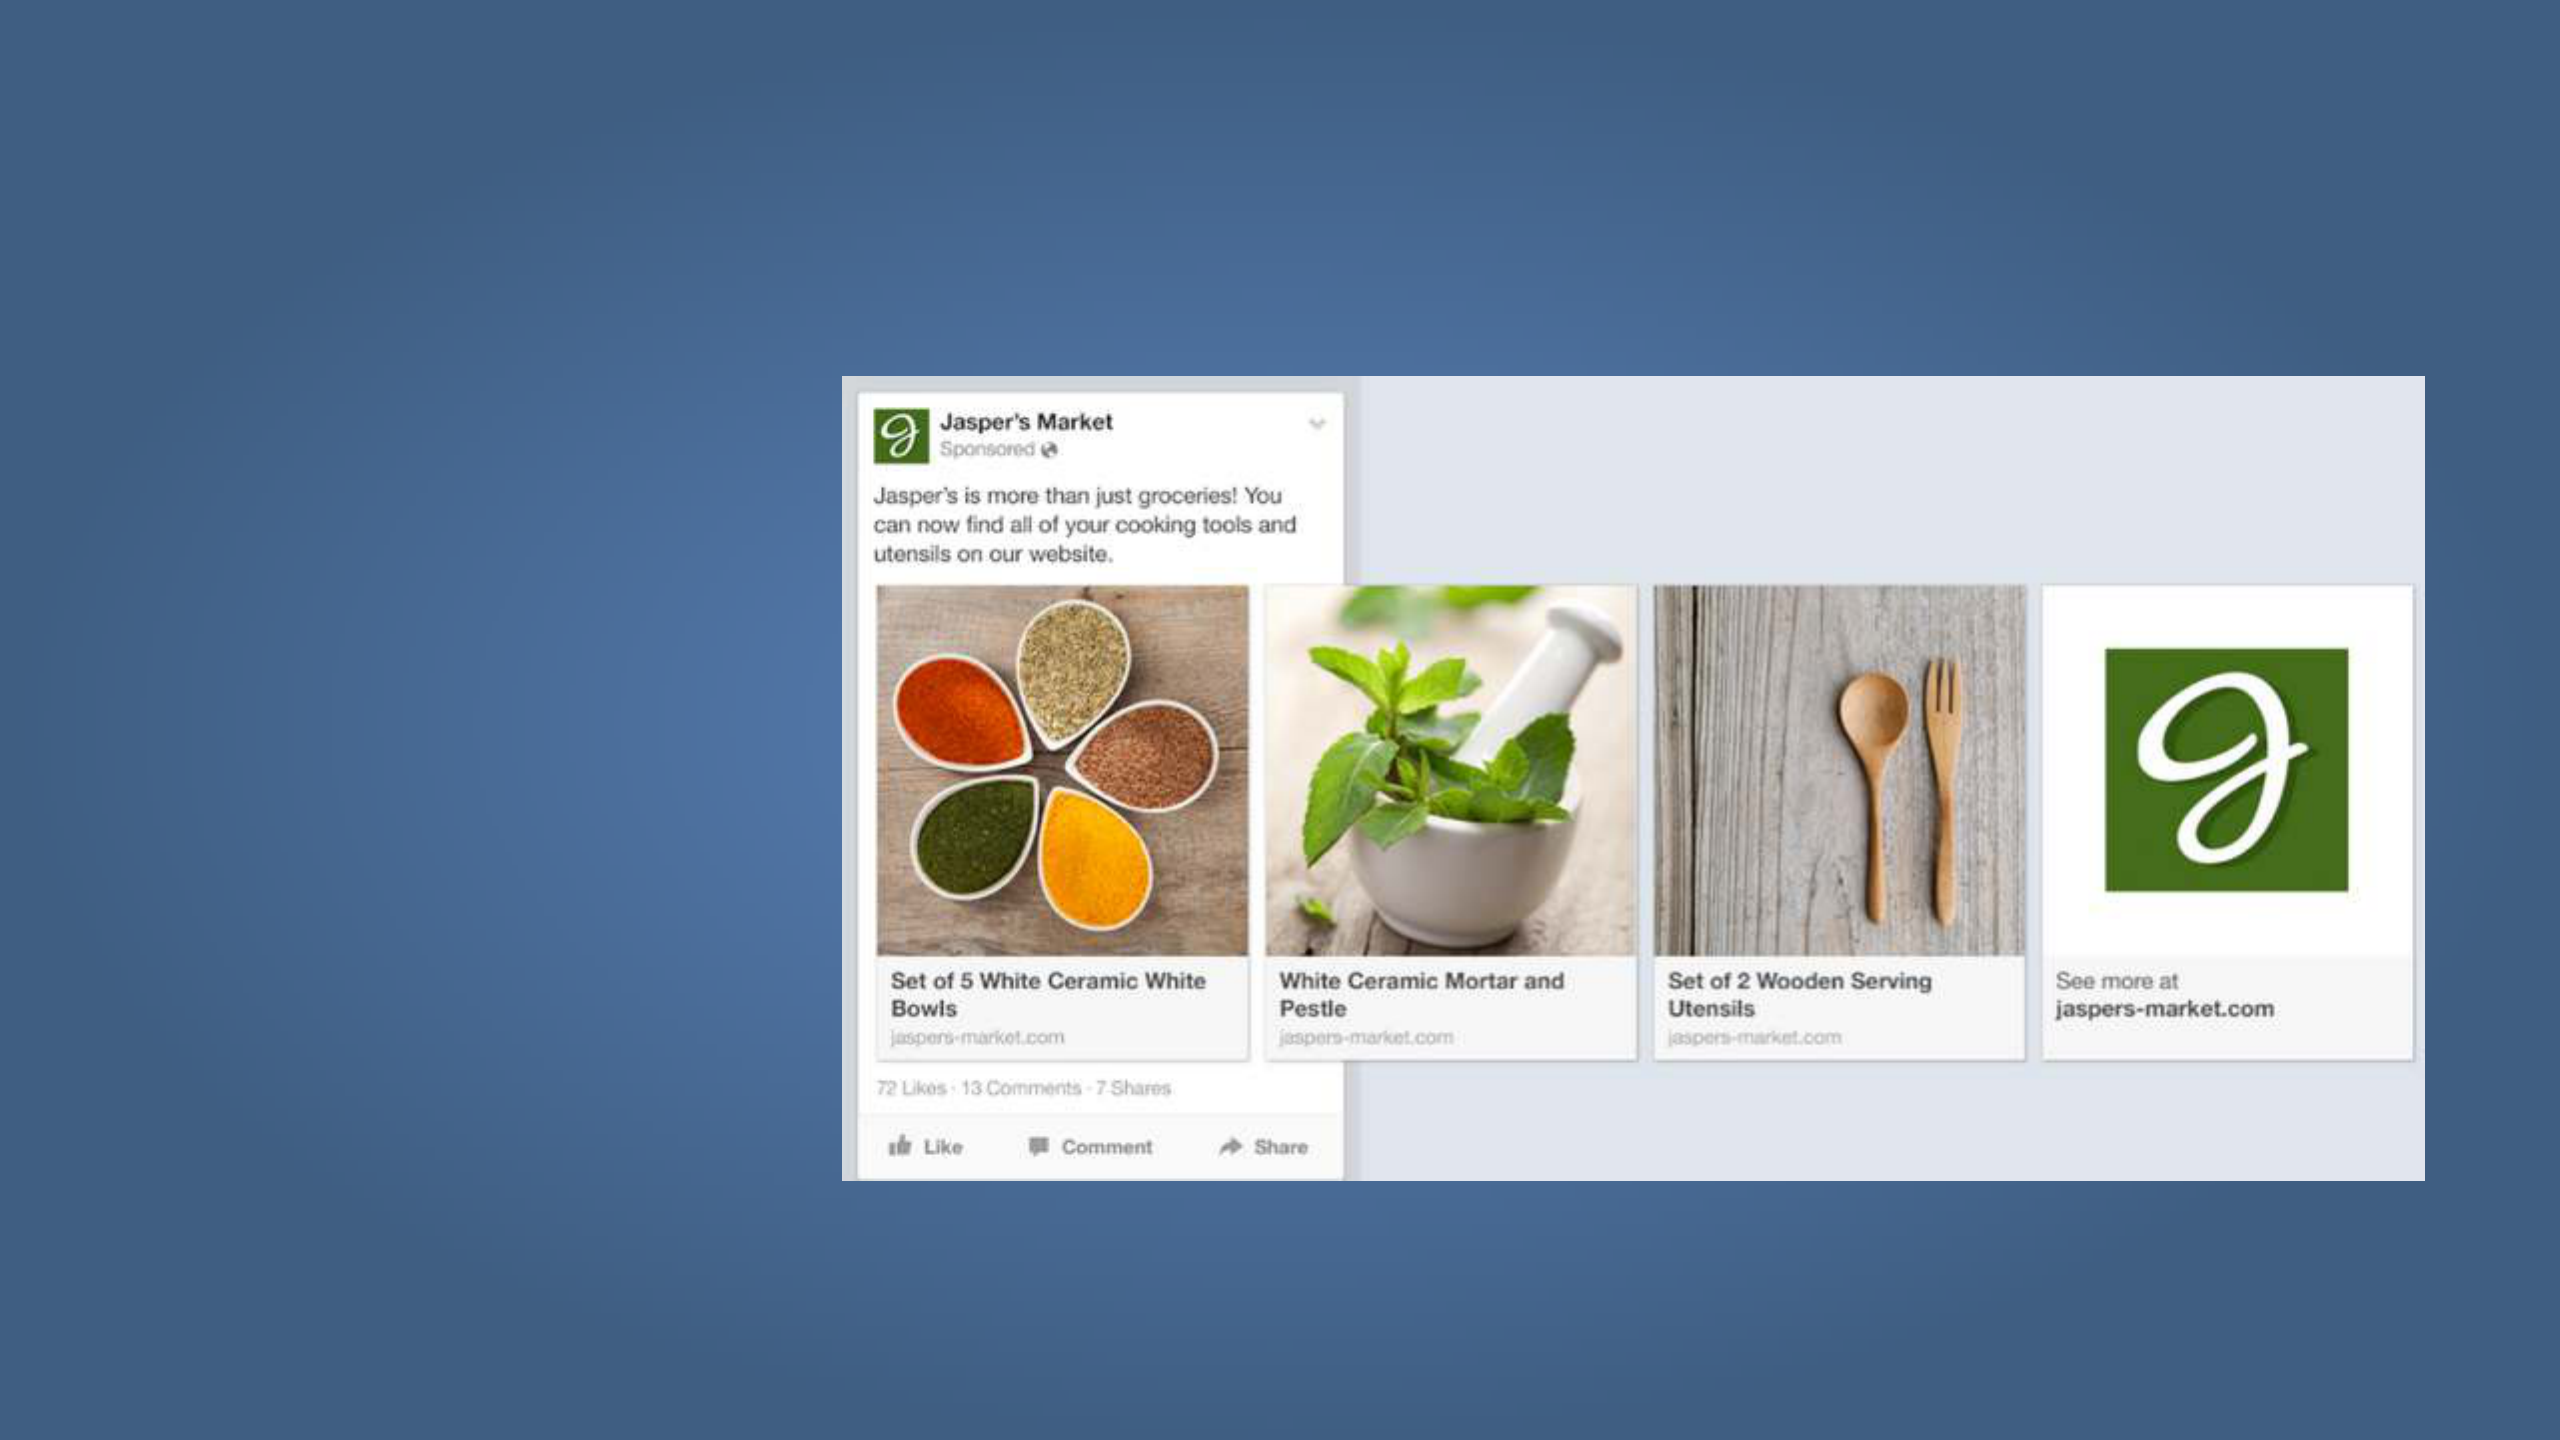 Jasper's Market
Sponsored
Jasper's is more than just groceries! You
can now find all of your cooking tools and
utensils on our website.
Set of 5 White Ceramic White
Bowls
jaspers-market.com
White Ceramic Mortar and
Pestle
jaspers-market.com
Set of 2 Wooden Serving
Utensils
jaspers-market.com
See more at
jaspers-market.com
72 Likes · 13 Comments · 7 Shares
Like Comment Share